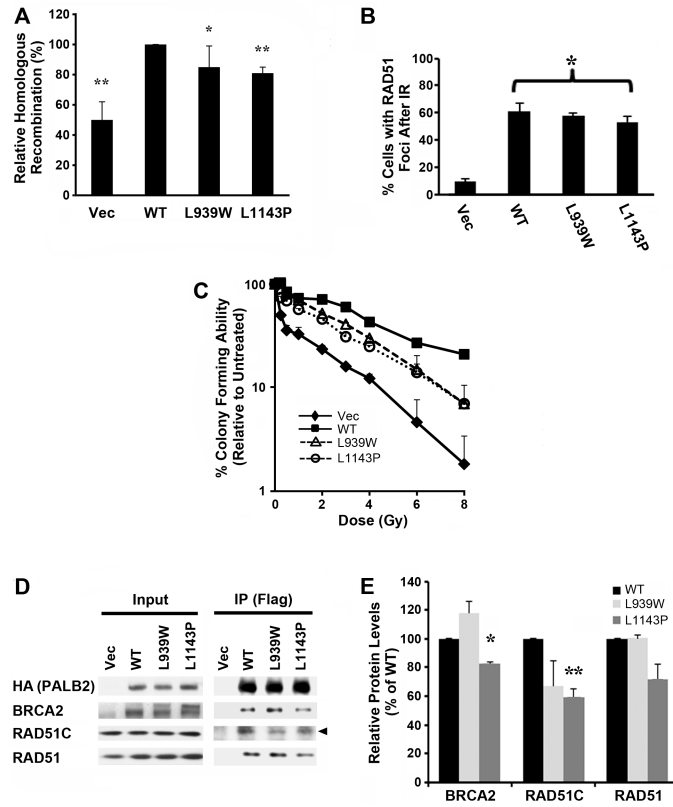 A
Relative Homologous
Recombination (%)
120
100
80
60
40
20
0
**
*
**
Vec WT L939W L1143P
B
% Cells with RAD51
Foci After IR
100
80
60
40
20
0
*
Vec WT L939W L1143P
C
% Colony Forming Ability
(Relative to Untreated)
100
10
1
Vec
WT
L939W
L1143P
0 2 4 6 8
Dose (Gy)
D
Input IP (Flag)
Vec WT L939W L1143P Vec WT L939W L1143P
HA (PALB2)
BRCA2
RAD51C
RAD51
E
Relative Protein Levels
(% of WT)
140
120
100
80
60
40
20
0
WT
L939W
L1143P
*
**
BRCA2 RAD51C RAD51